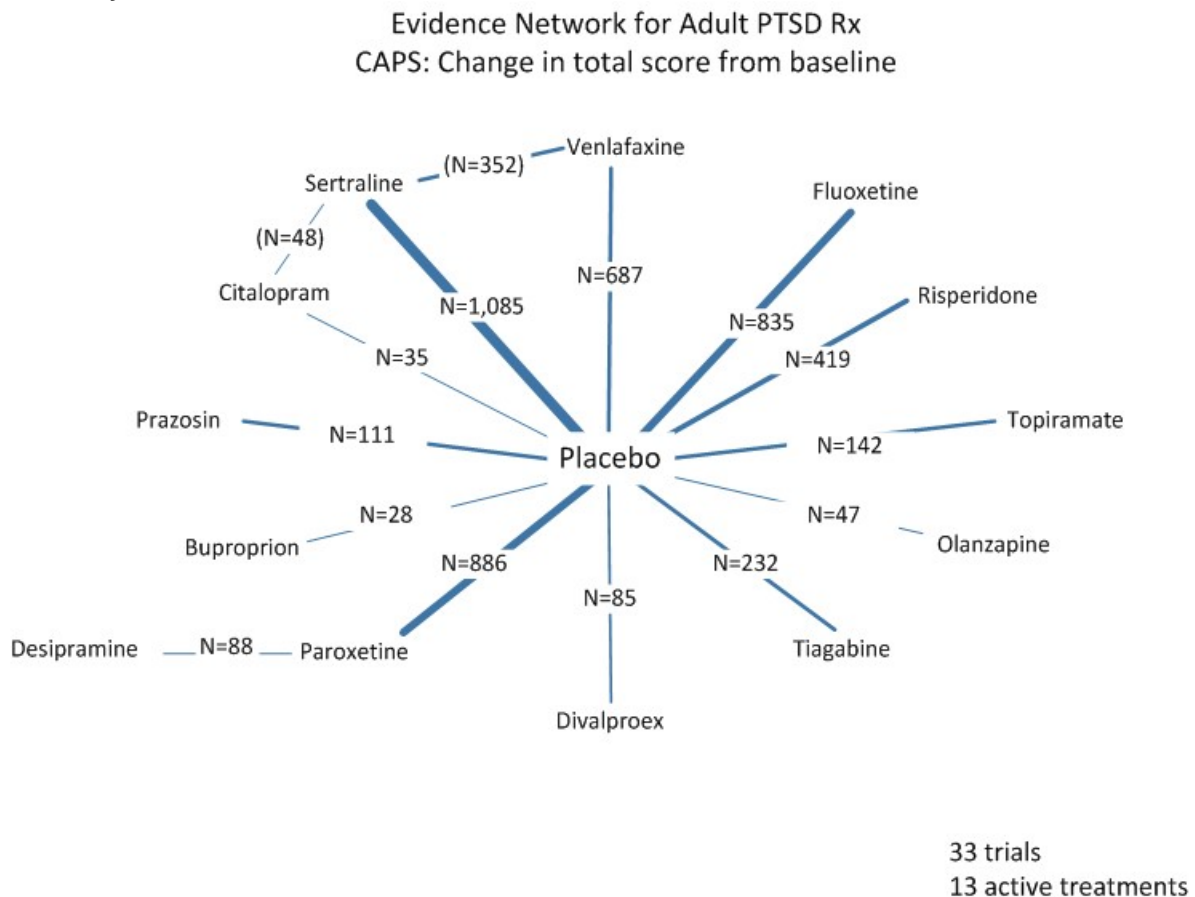 Evidence Network for Adult PTSD Rx
CAPS: Change in total score from baseline
Venlafaxine
(N=352)
Sertraline
Fluoxetine
(N=48)
N=687
Citalopram
Risperidone
N=1,085
N=835
N=35
N=419
Prazosin
Topiramate
N=111
N=142
Placebo
N=28
N=47
Buproprion
Olanzapine
N=886
N=232
N=85
Desipramine
N=88
Paroxetine
Tiagabine
Divalproex
33 trials
13 active treatments